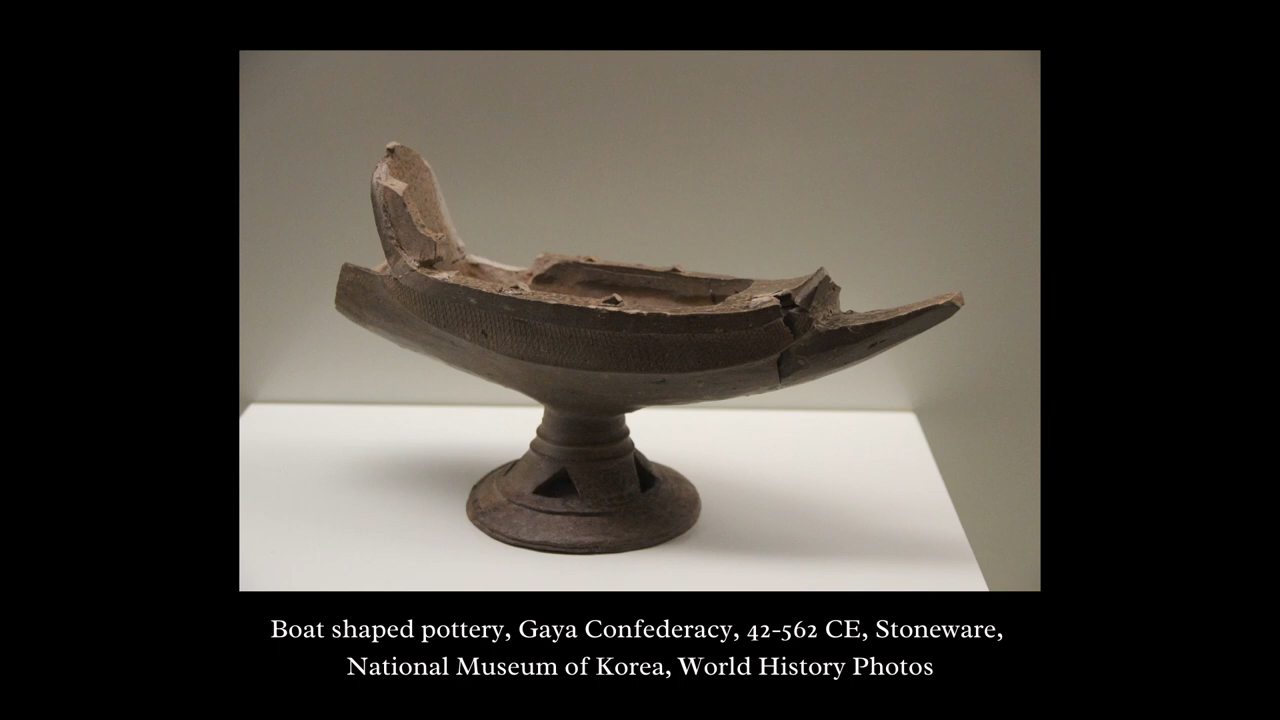 Boat shaped pottery, Gaya Confederacy, 42-562 CE, Stoneware,
National Museum of Korea, World History Photos